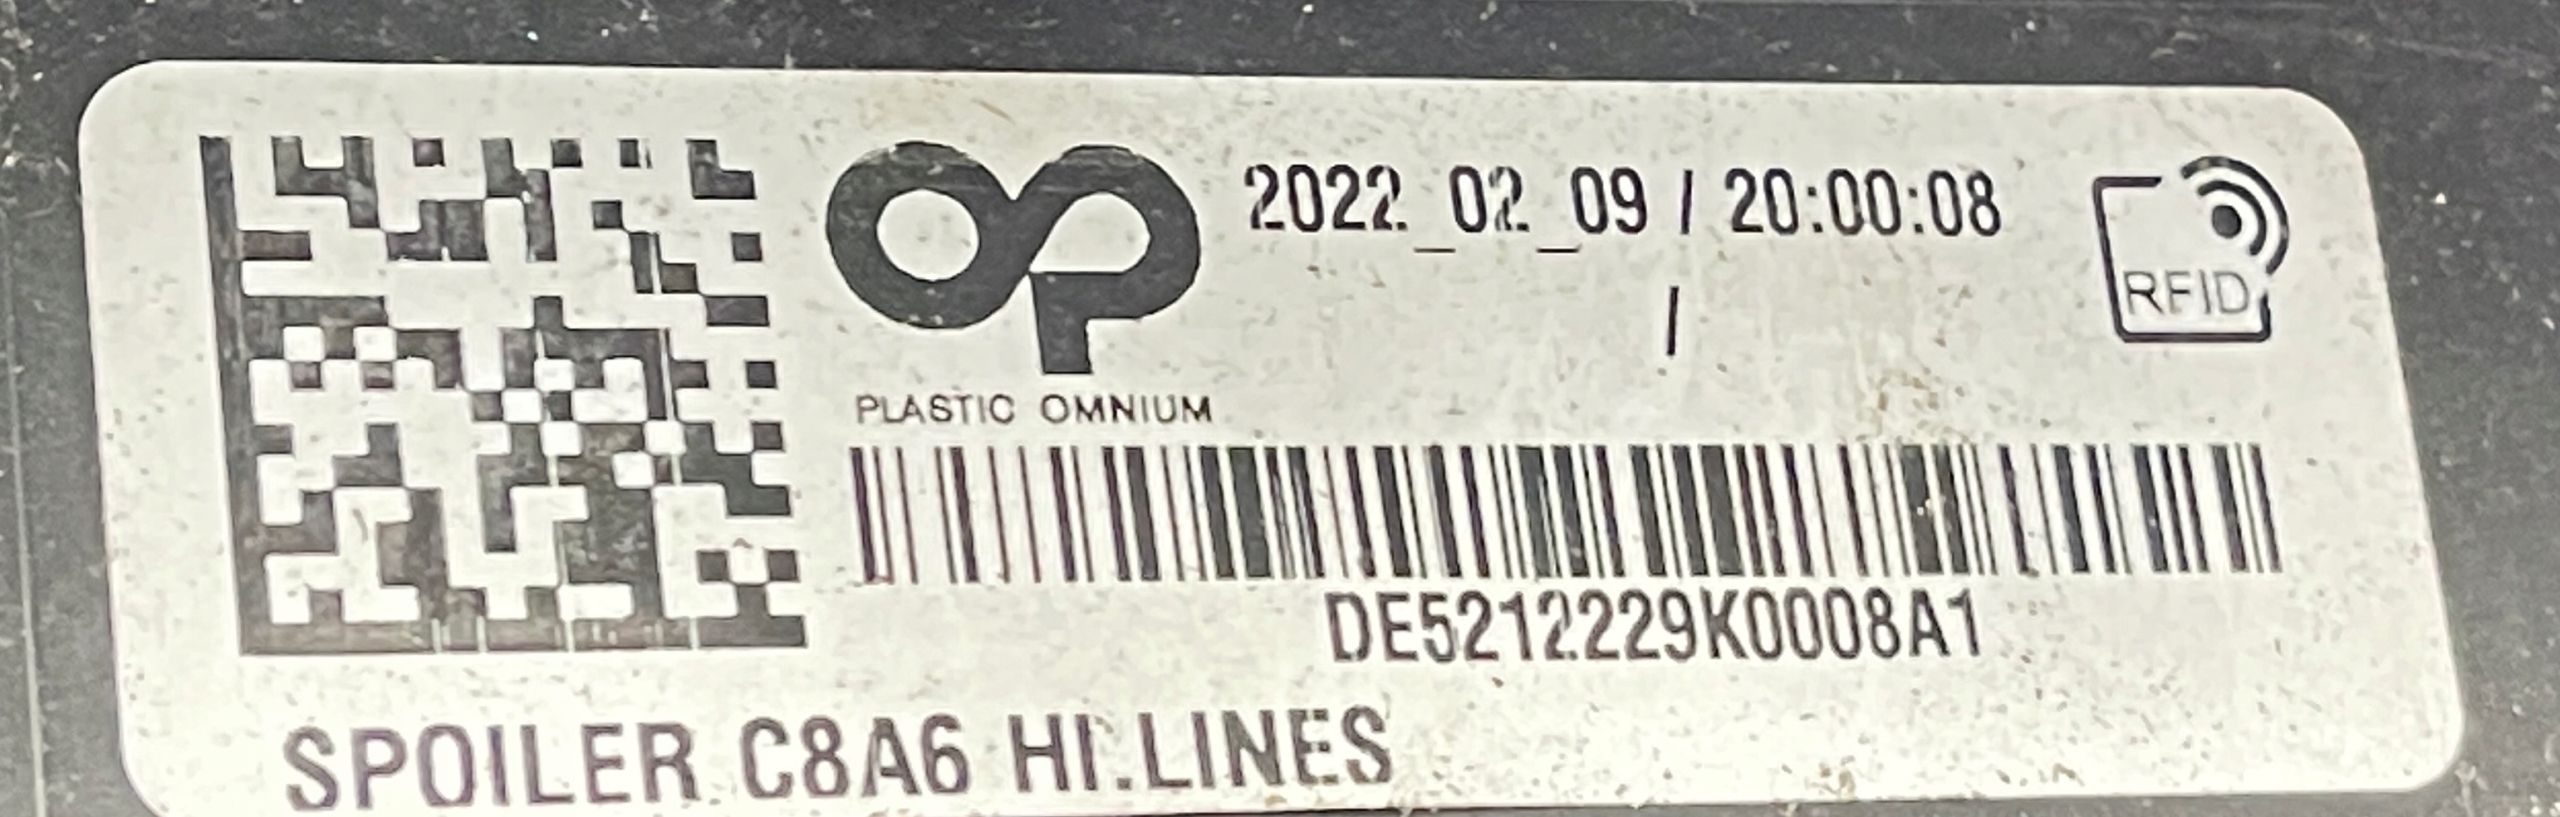 2022_02_09 / 20:00:08
/
RFID
PLASTIC OMNIUM
DE5212229K0008A1
SPOILER C8A6 HI.LINES